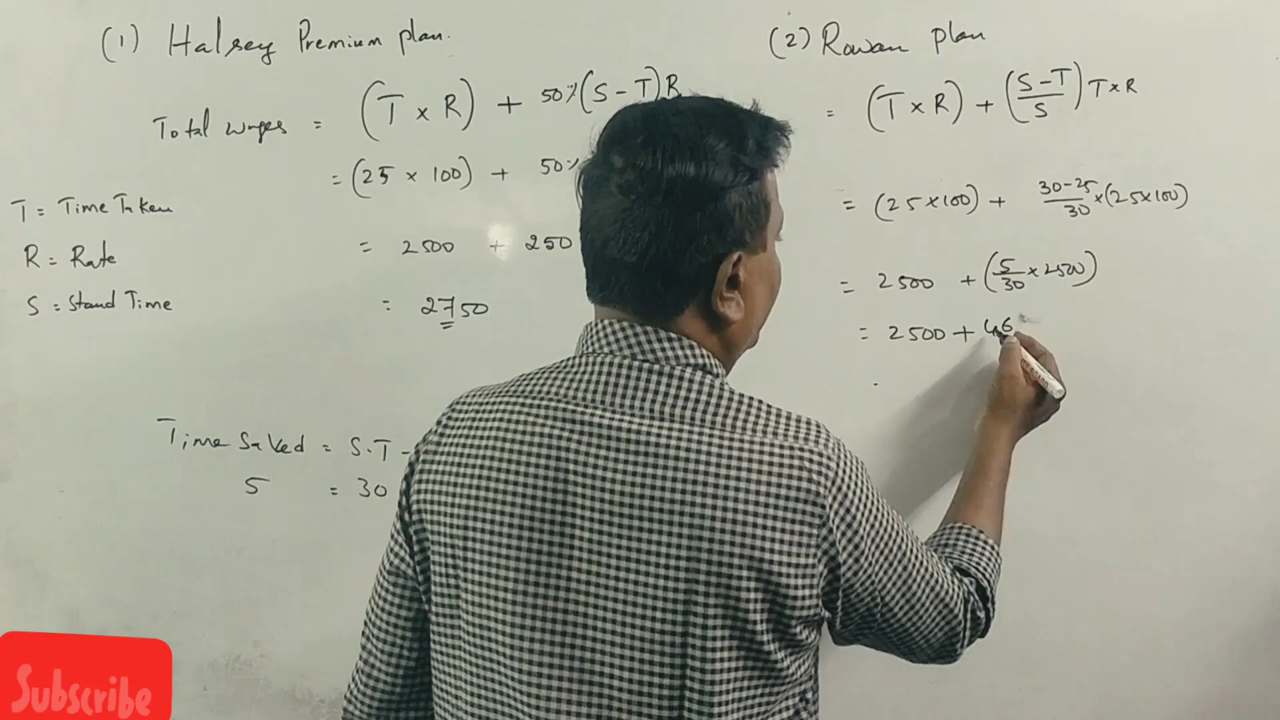 (1) Halsey Premium plan.
Total wages = (T × R) + 50% (S - T) R
= (25 × 100) + 50%
T = Time Taken
R = Rate
= 2500 + 250
S = Stand Time
= 2750
Time Saved = S.T -
5 = 30
(2) Rowan plan
= (T × R) + (S-T/S) T × R
= (25×100) + 30-25/30 × (25×100)
= 2500 + (5/30 × 2500)
= 2500 + 46
Subscribe